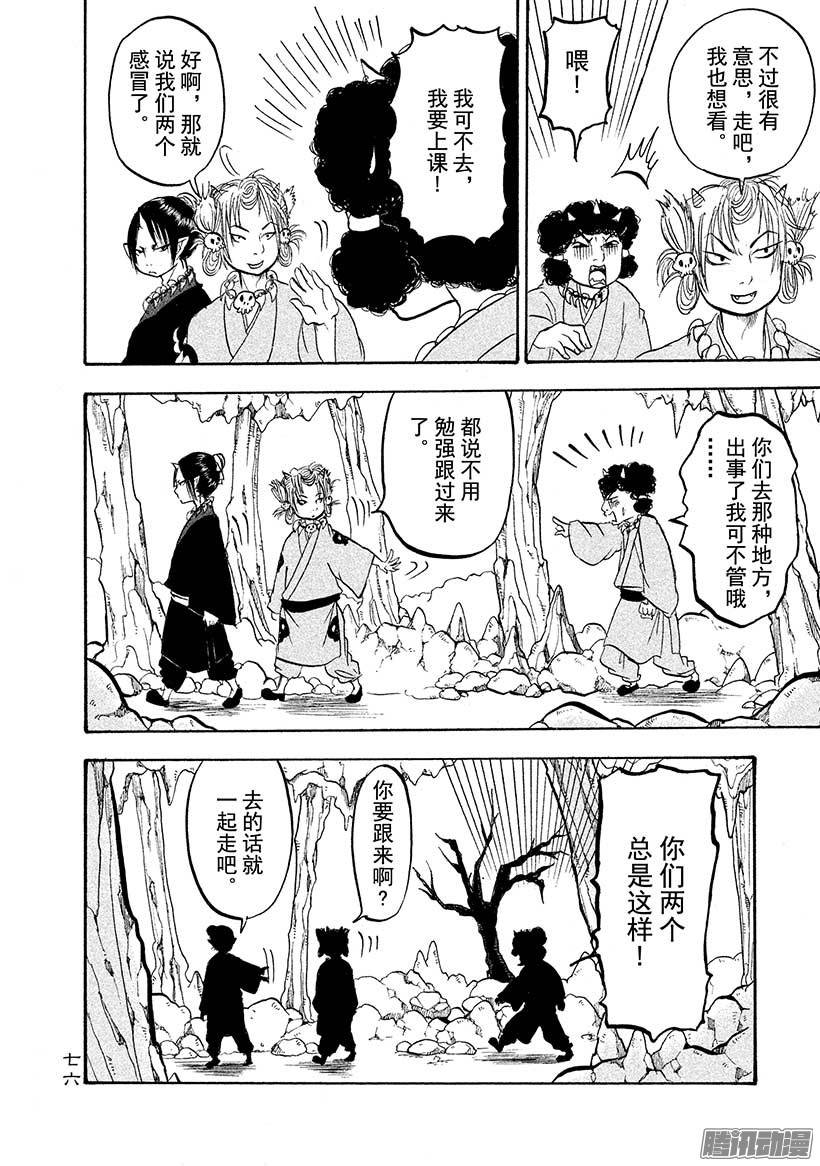 不过很有
意思，走吧，
我也想看。
喂！
我可不去，
我要上课！
好啊，那就
说我们两个
感冒了。
你们去那种地方，
出事了我可不管哦
……
都说不用
勉强跟过来
了。
你们两个
总是这样！
你要跟来啊？
去的话就
一起走吧。
七六
腾讯动漫